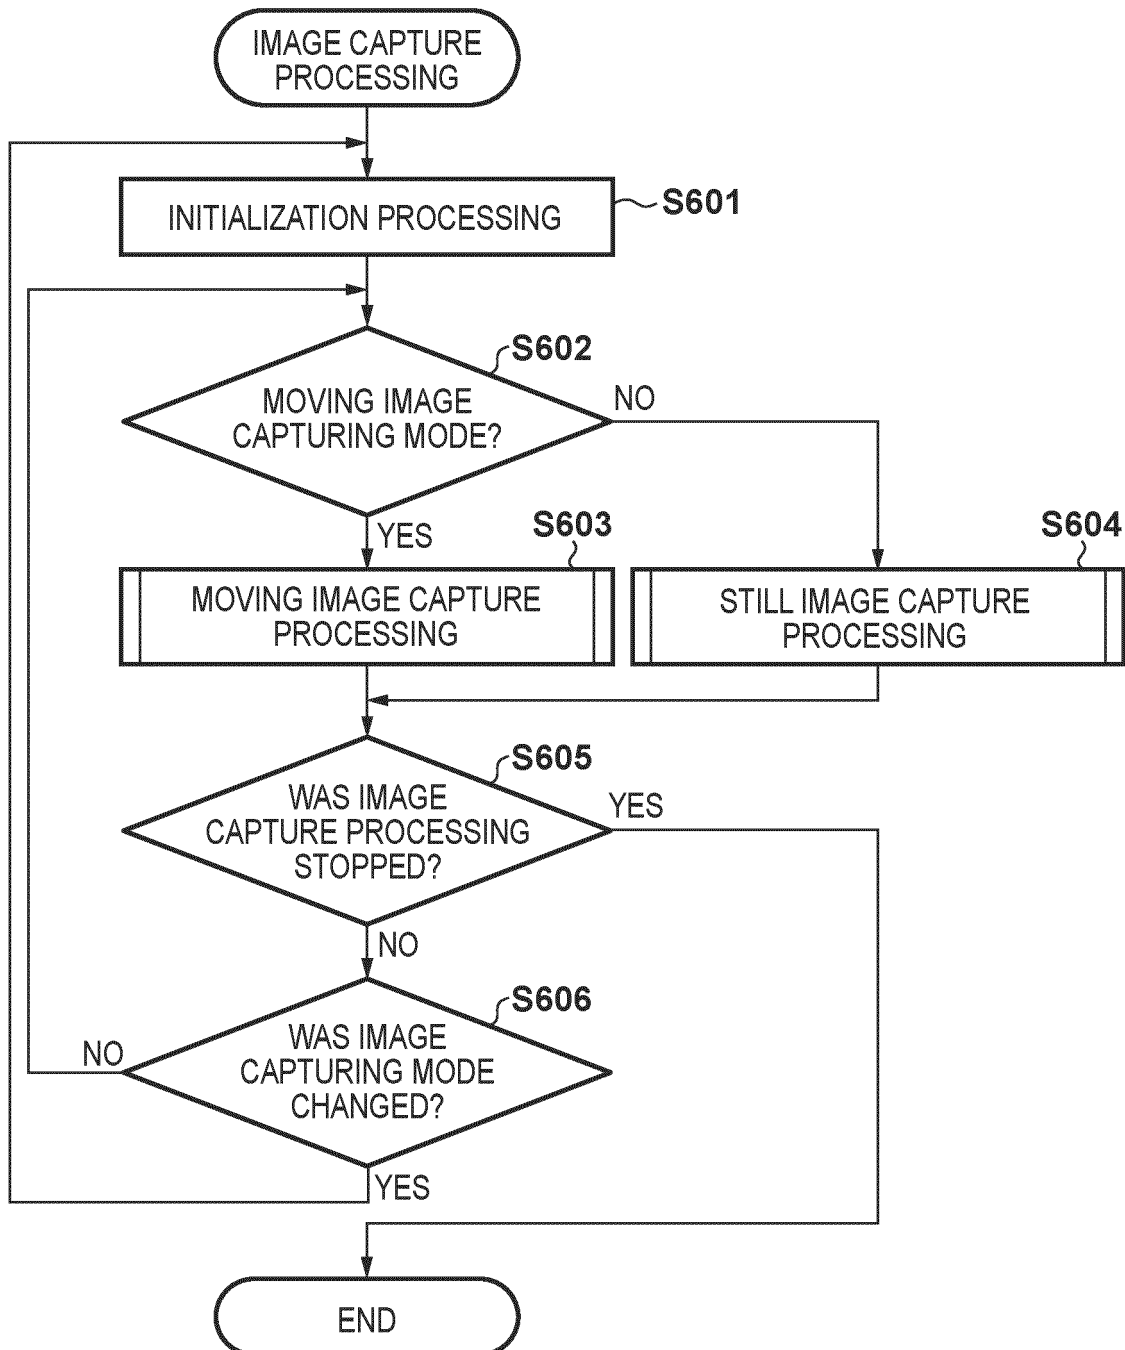 IMAGE CAPTURE
PROCESSING
INITIALIZATION PROCESSING
S601
S602
MOVING IMAGE
CAPTURING MODE?
NO
YES
S603
MOVING IMAGE CAPTURE
PROCESSING
S604
STILL IMAGE CAPTURE
PROCESSING
S605
WAS IMAGE
CAPTURE PROCESSING
STOPPED?
YES
NO
S606
WAS IMAGE
CAPTURING MODE
CHANGED?
NO
YES
END